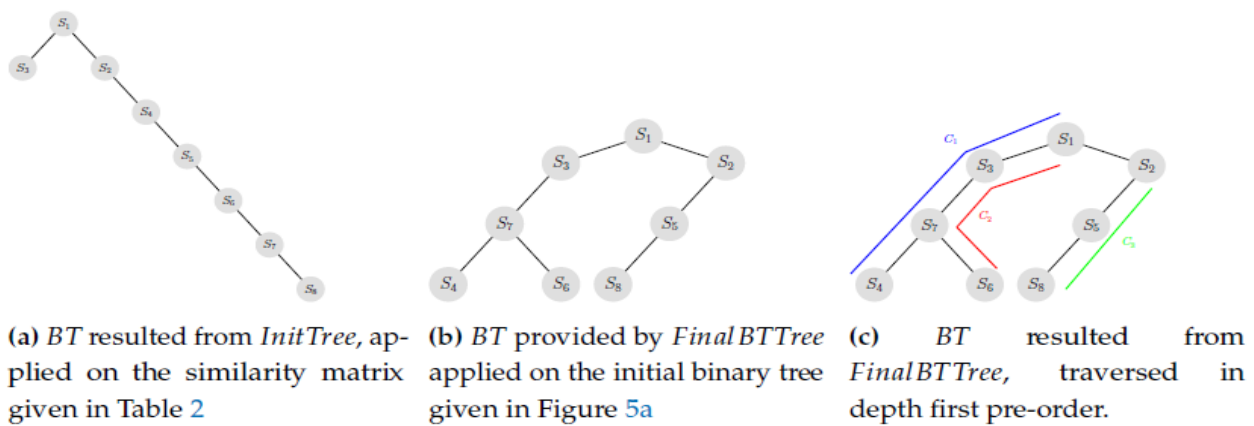 S₁
S₃
S₂
S₄
S₅
S₆
S₇
S₈
S₁
S₃
S₂
S₇
S₅
S₄
S₆
S₈
C₁
S₁
S₃
S₂
C₂
S₇
S₅
C₃
S₄
S₆
S₈
(a) BT resulted from InitTree, ap-
plied on the similarity matrix
given in Table 2
(b) BT provided by FinalBTTree
applied on the initial binary tree
given in Figure 5a
(c) BT resulted from
FinalBTTree, traversed in
depth first pre-order.